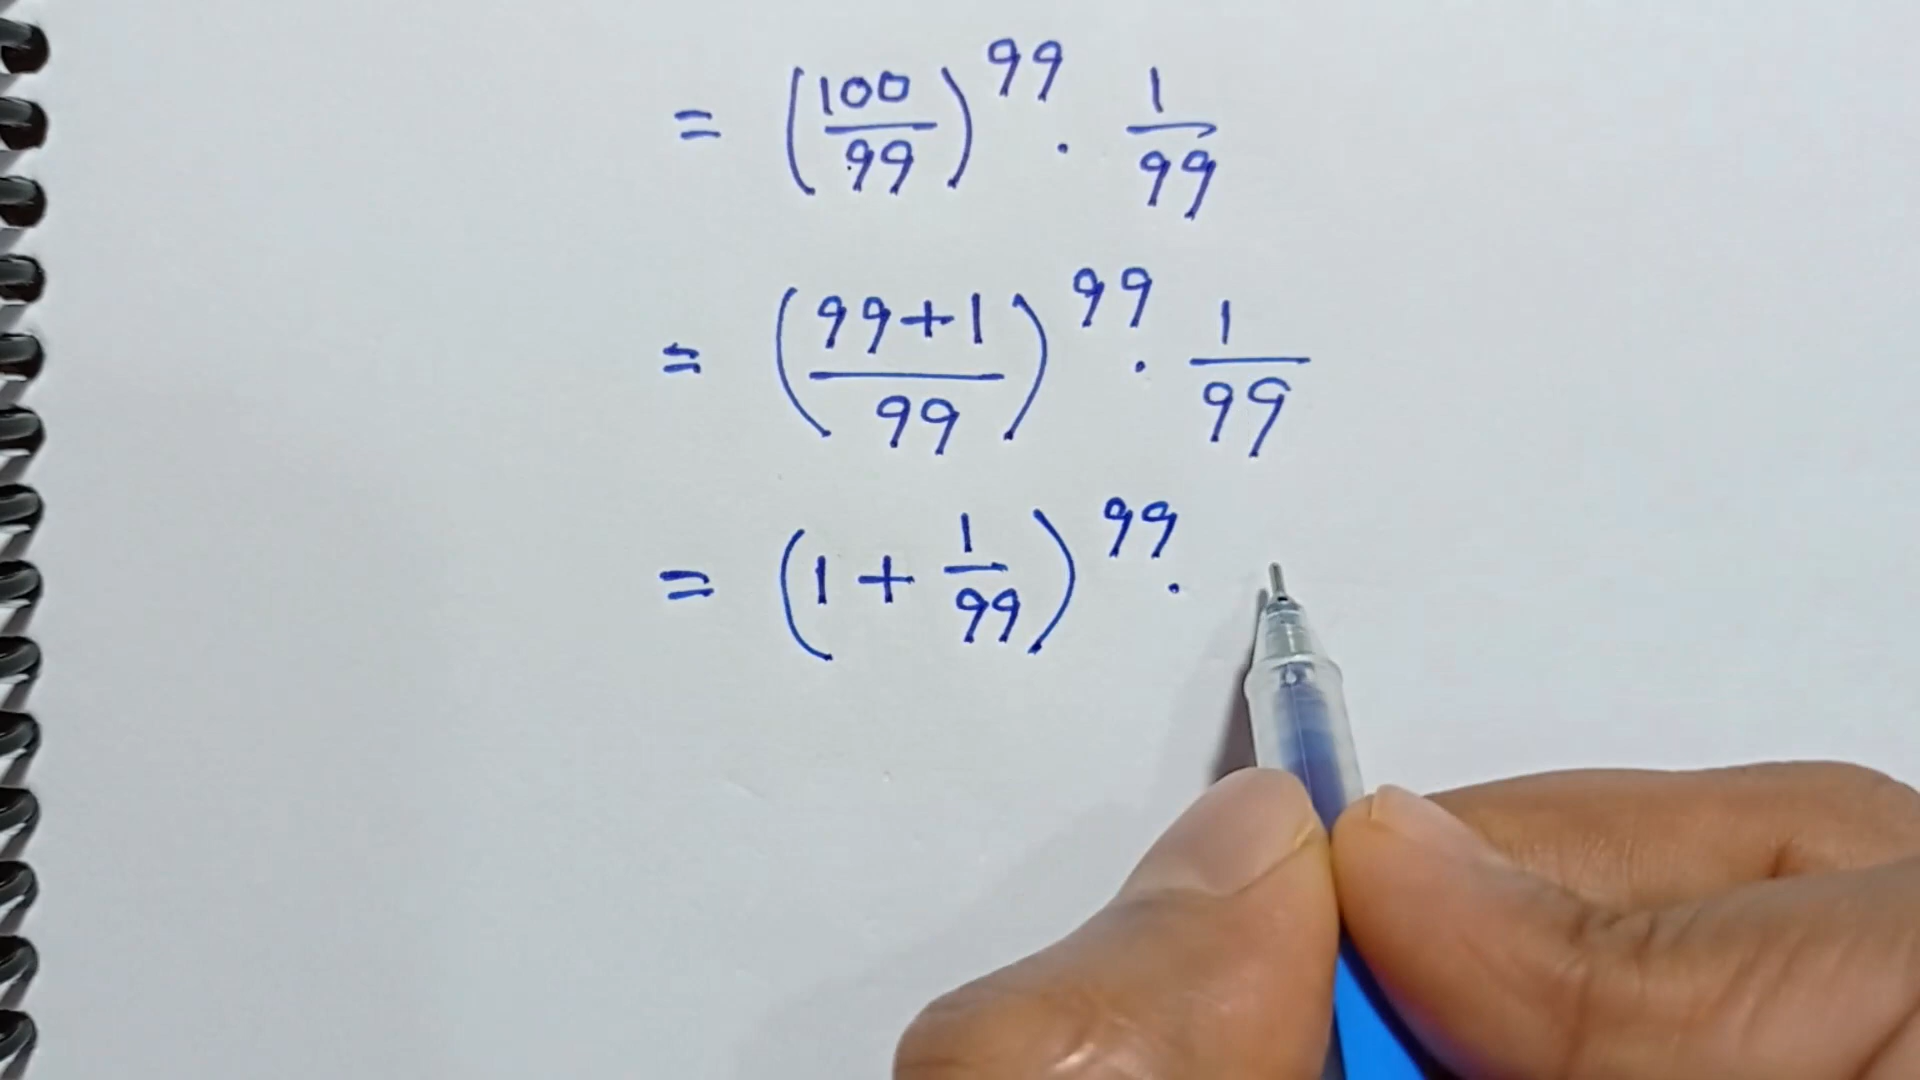 = (100/99)^99 · 1/99
= (99+1/99)^99 · 1/99
= (1 + 1/99)^99 ·